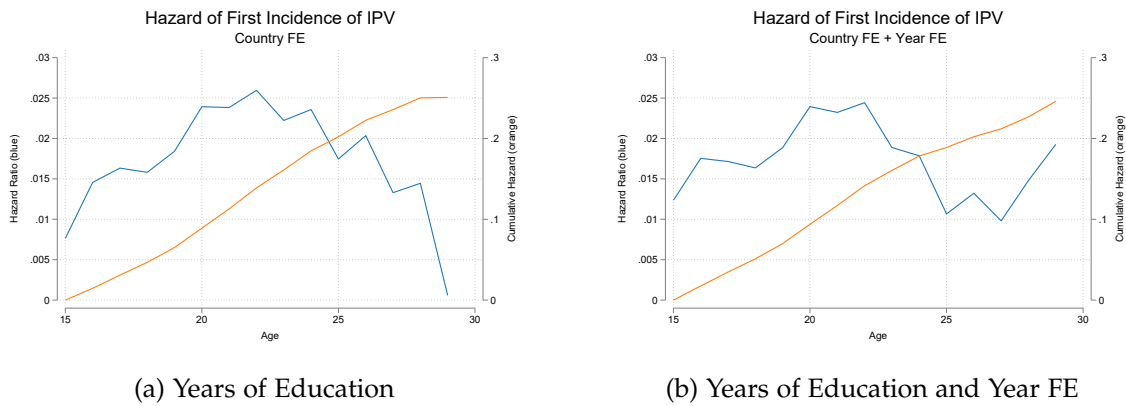 Hazard of First Incidence of IPV
Country FE
Hazard Ratio (blue)
.03
.025
.02
.015
.01
.005
0
.3
.2
.1
0
Cumulative Hazard (orange)
15
20
25
30
Age
(a) Years of Education
Hazard of First Incidence of IPV
Country FE + Year FE
Hazard Ratio (blue)
.03
.025
.02
.015
.01
.005
0
.3
.2
.1
0
Cumulative Hazard (orange)
15
20
25
30
Age
(b) Years of Education and Year FE